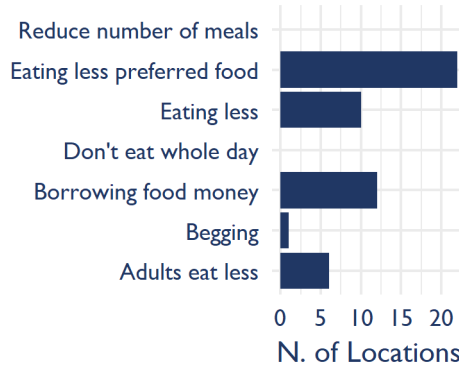 Reduce number of meals
Eating less preferred food
Eating less
Don't eat whole day
Borrowing food money
Begging
Adults eat less
0 5 10 15 20
N. of Locations